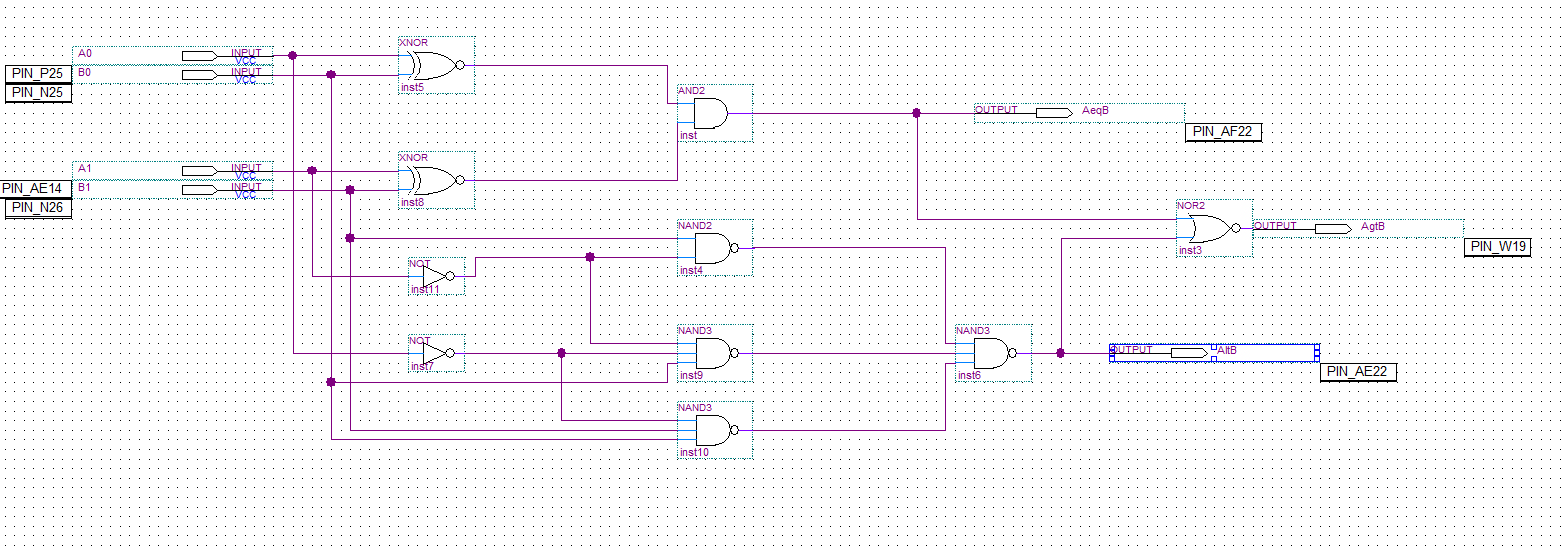 A0 INPUT
VCC
PIN_P25 B0 INPUT
VCC
PIN_N25
XNOR
inst5
AND2
inst
OUTPUT AeqB
PIN_AF22
A1 INPUT
VCC
PIN_AE14 B1 INPUT
VCC
PIN_N26
XNOR
inst8
NAND2
inst4
NOR2
inst3
OUTPUT AgtB
PIN_W19
NOT
inst11
NOT
inst7
NAND3
inst9
NAND3
inst6
OUTPUT AltB
PIN_AE22
NAND3
inst10